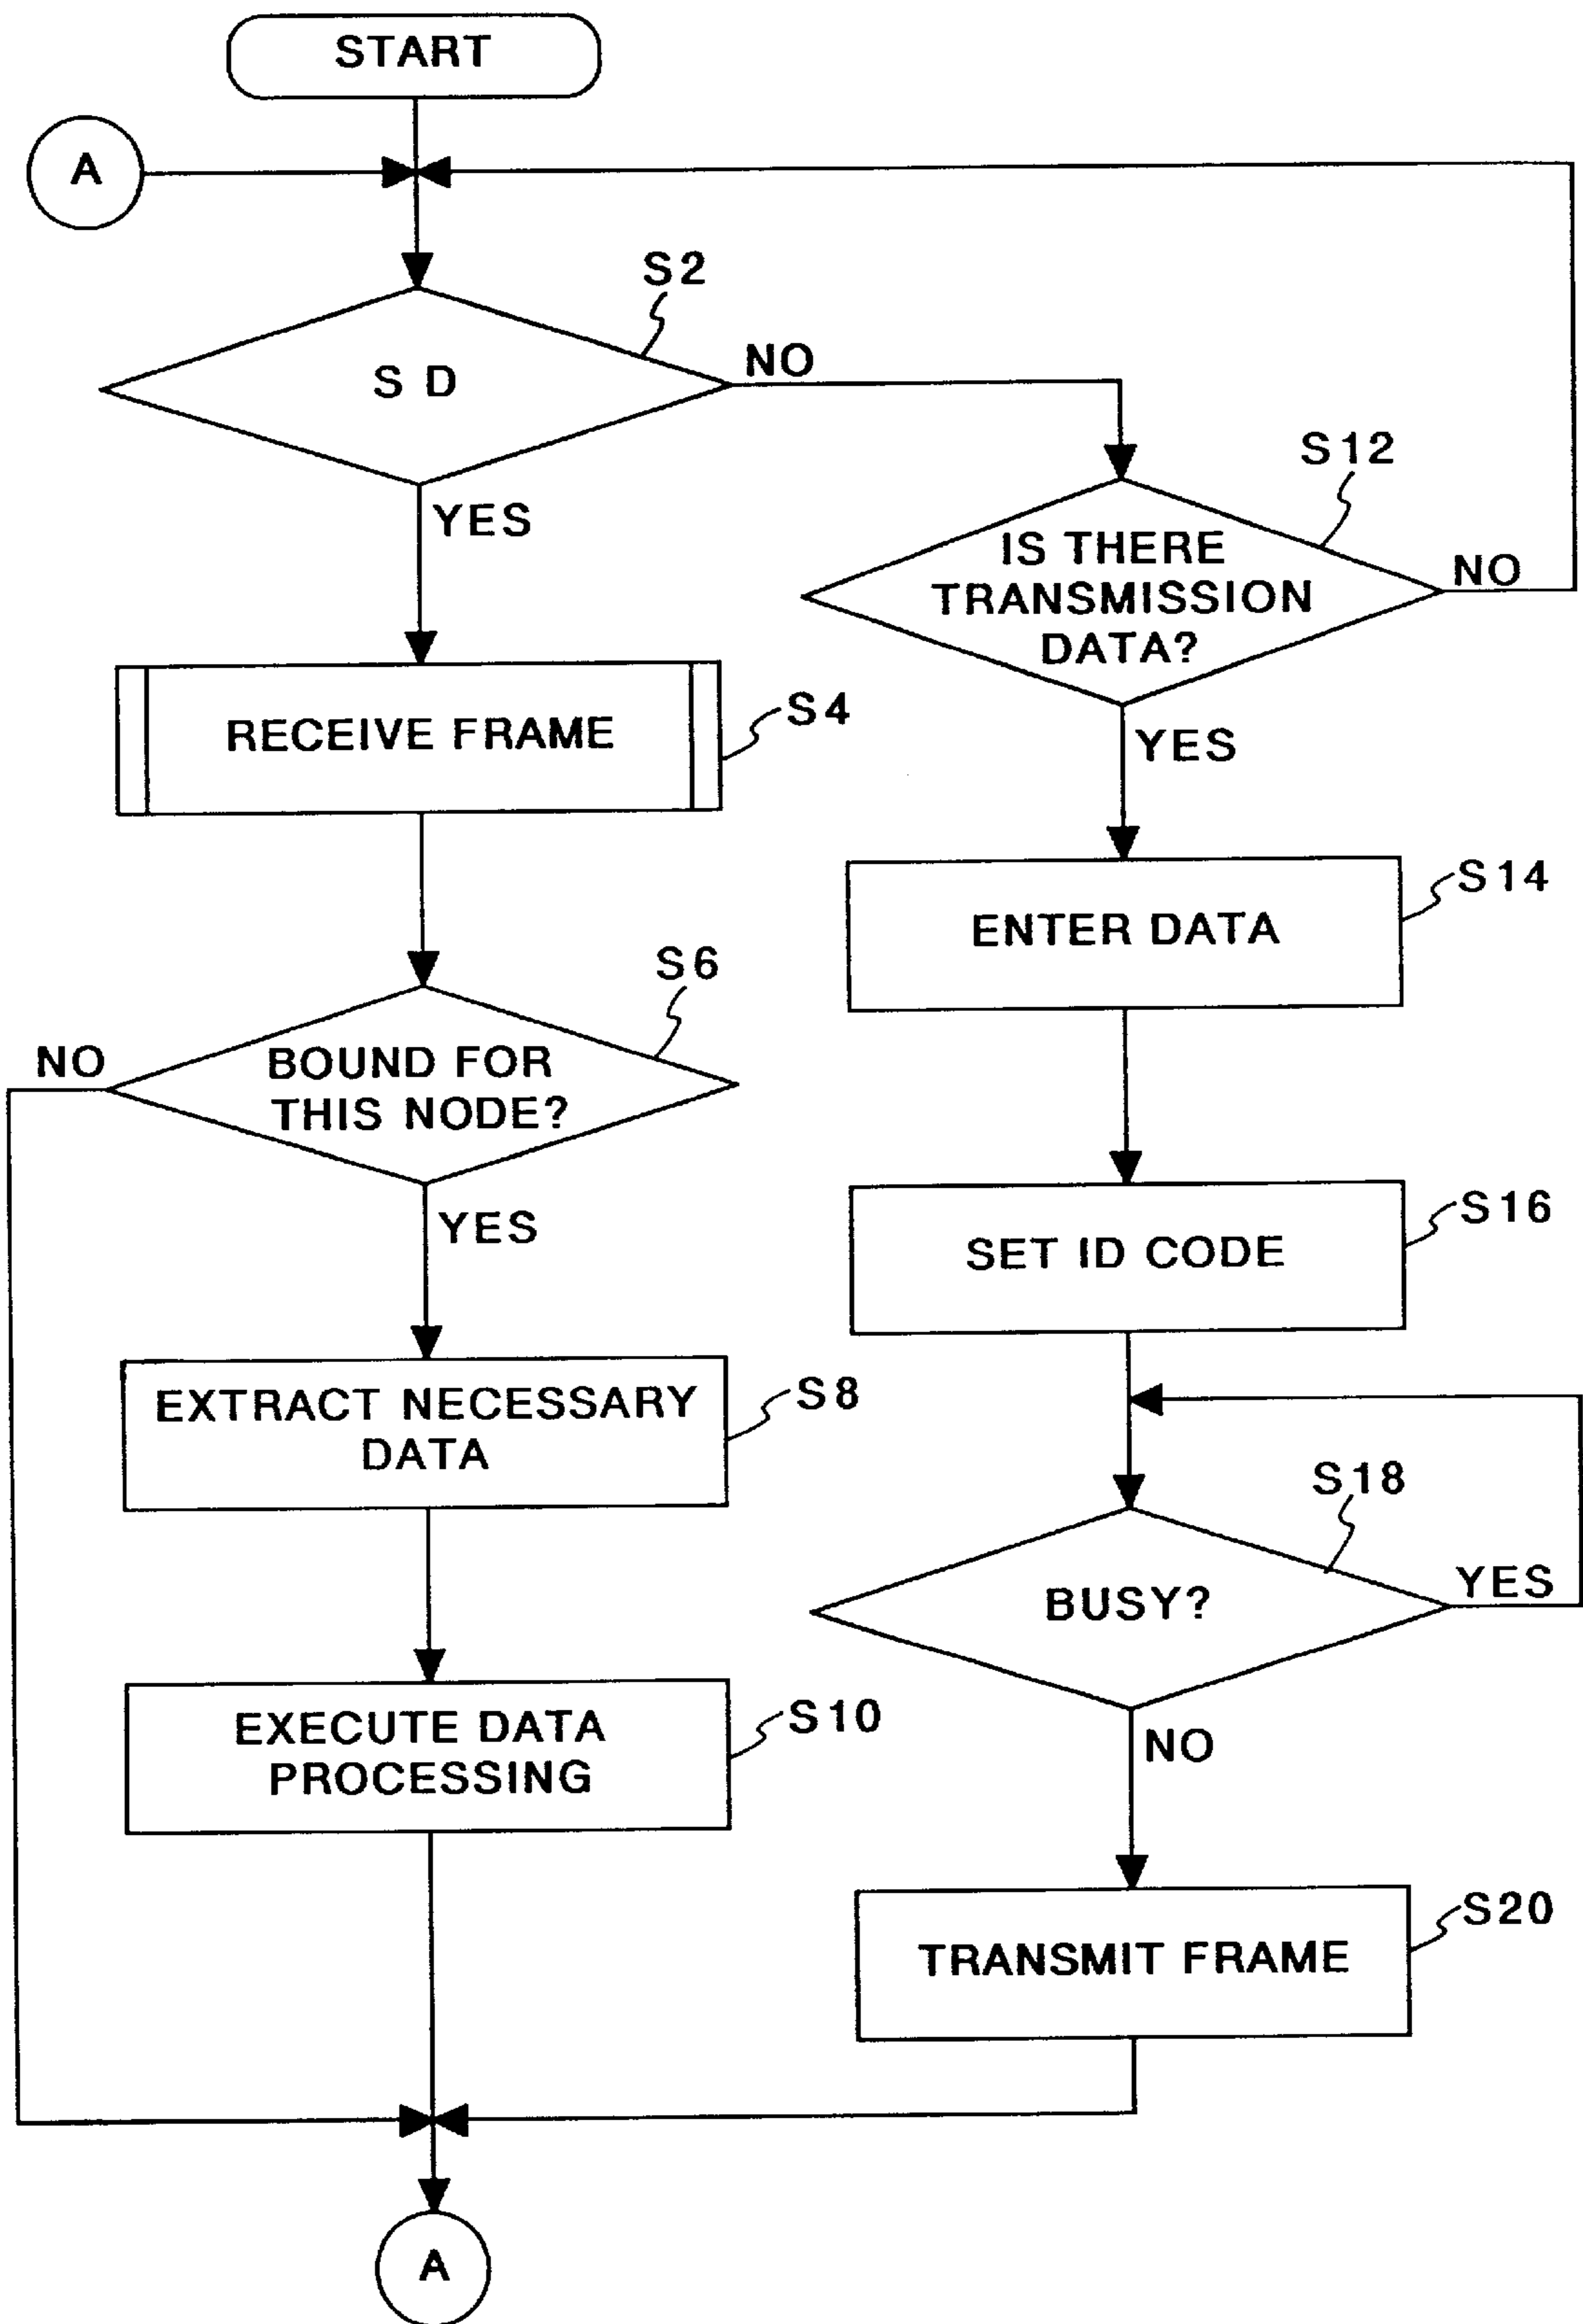 START
A
S2
S D
NO
YES
S12
IS THERE
TRANSMISSION
DATA?
NO
YES
RECEIVE FRAME
S4
S14
ENTER DATA
S6
NO
BOUND FOR
THIS NODE?
YES
S16
SET ID CODE
EXTRACT NECESSARY
DATA
S8
S18
BUSY?
YES
NO
EXECUTE DATA
PROCESSING
S10
S20
TRANSMIT FRAME
A